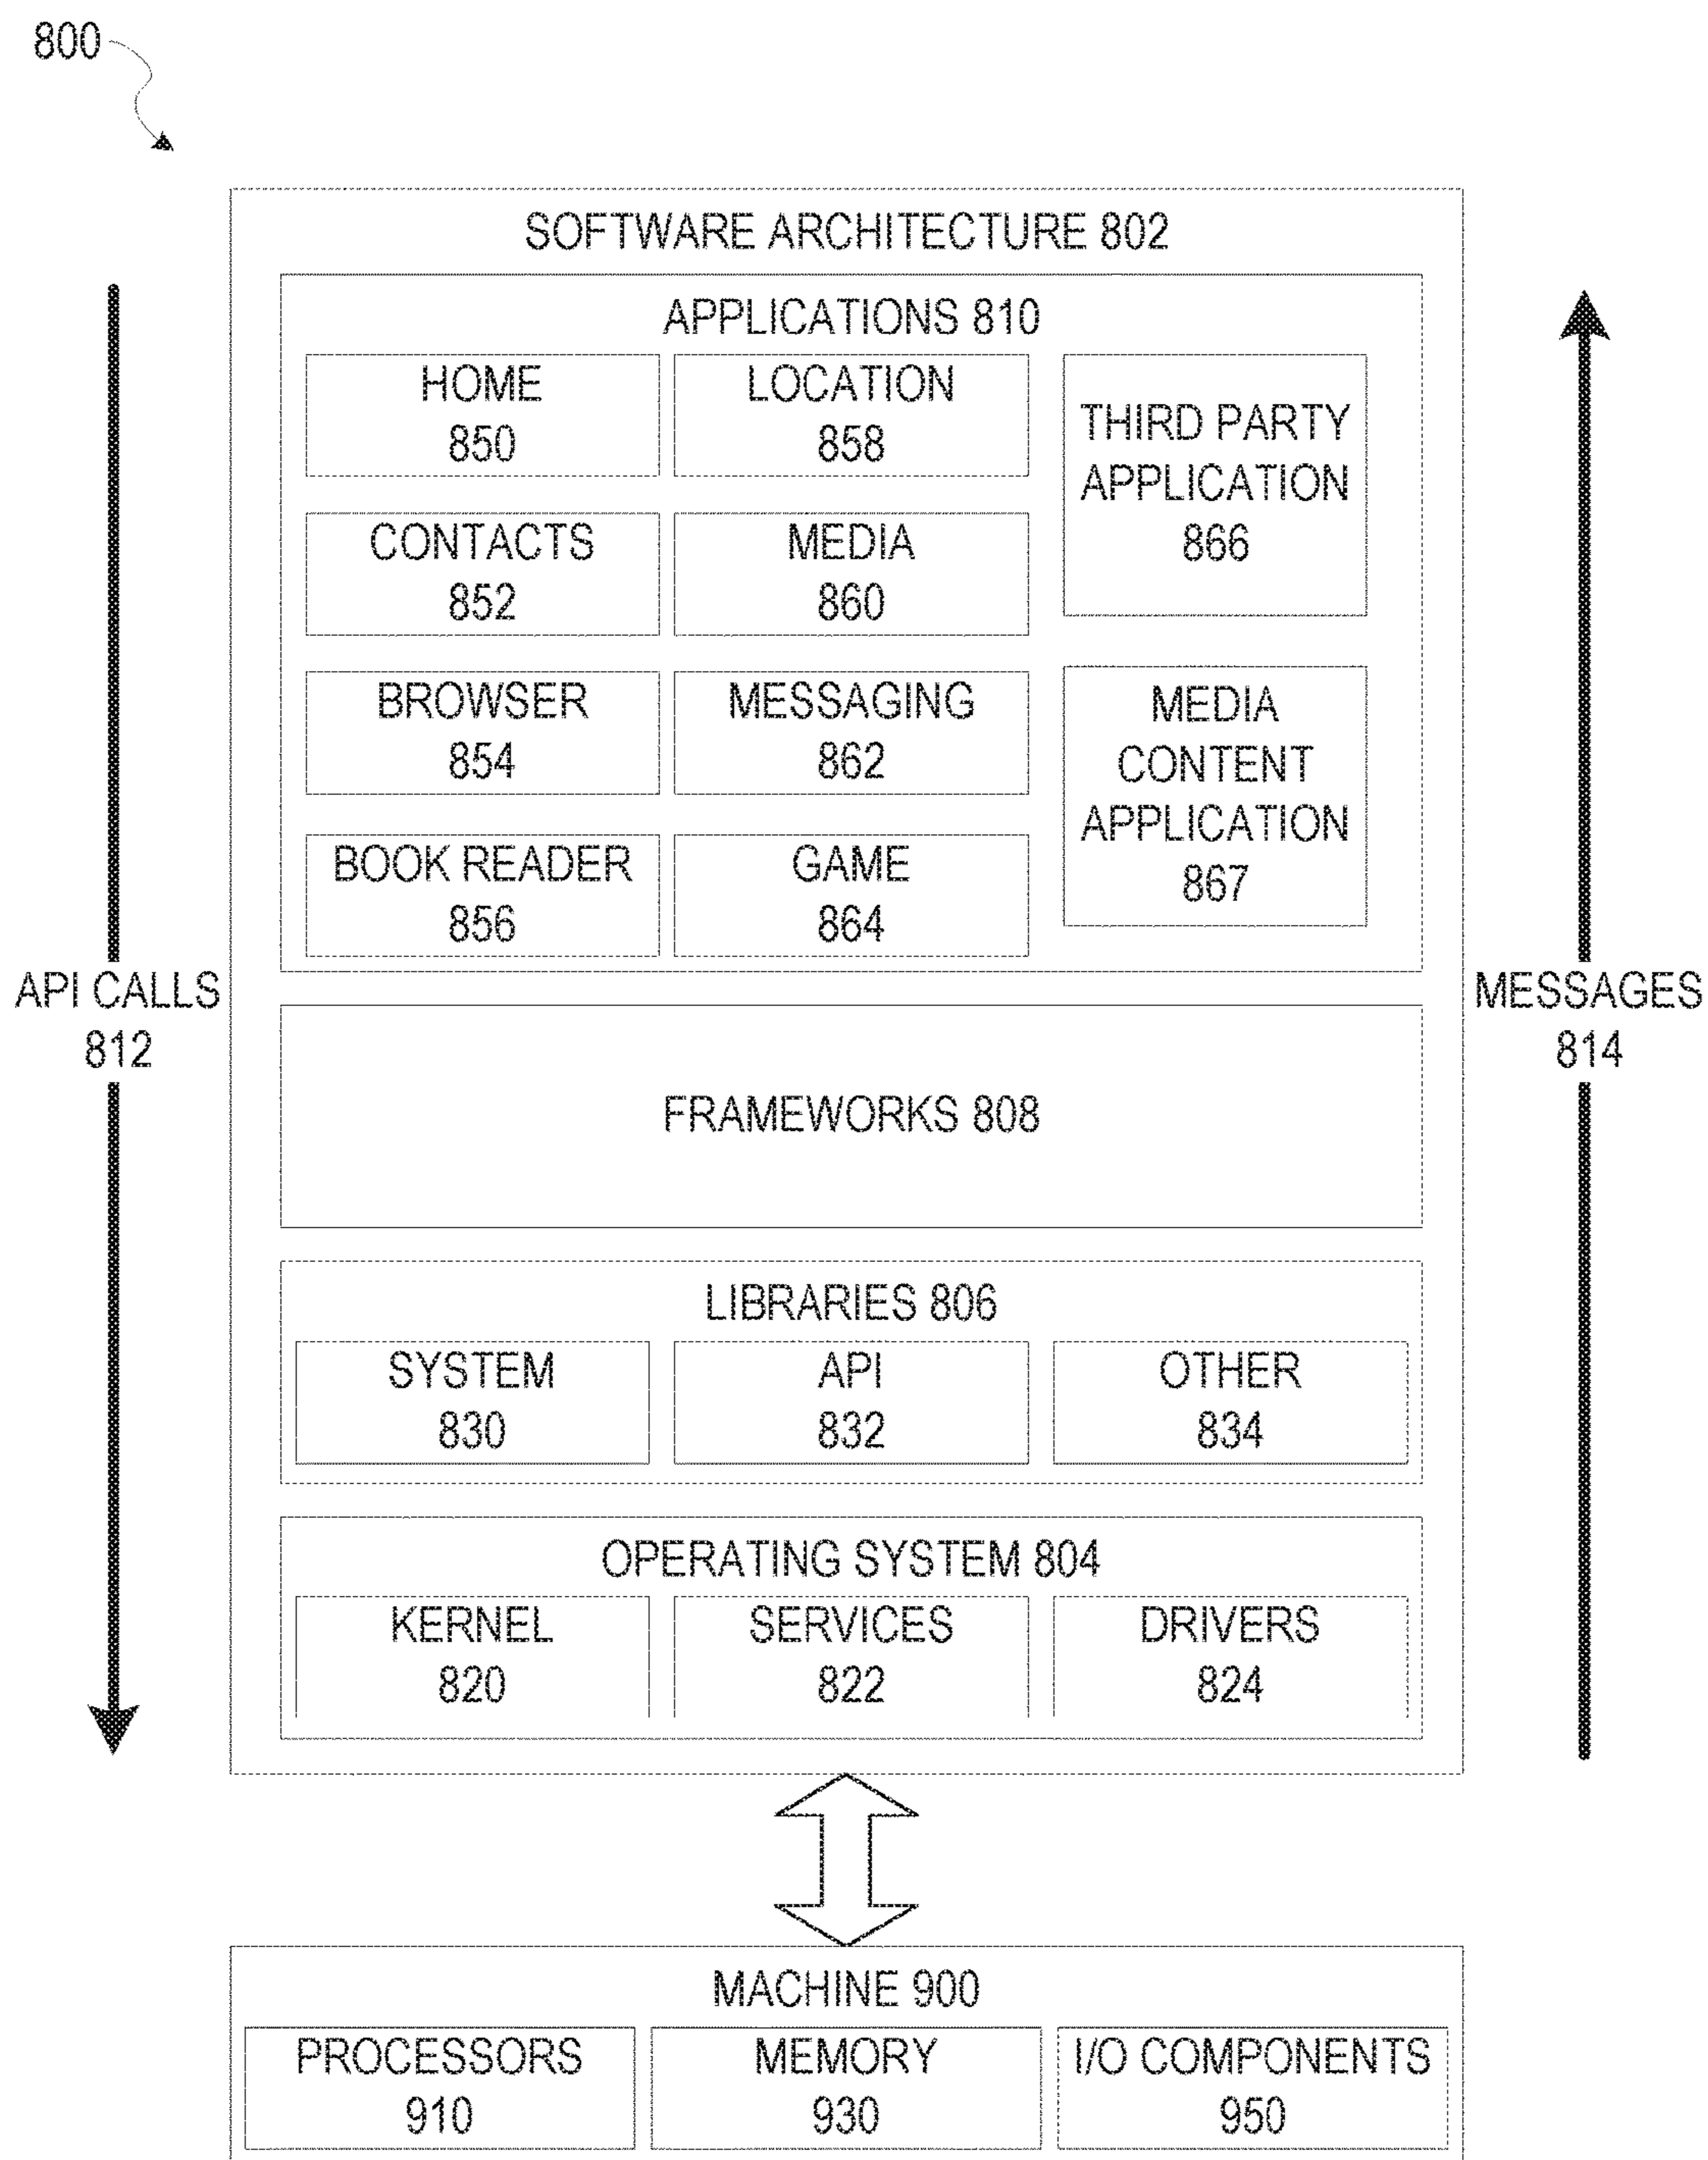 800
SOFTWARE ARCHITECTURE 802
APPLICATIONS 810
HOME
850
LOCATION
858
THIRD PARTY
APPLICATION
866
CONTACTS
852
MEDIA
860
BROWSER
854
MESSAGING
862
MEDIA
CONTENT
APPLICATION
867
BOOK READER
856
GAME
864
API CALLS
812
MESSAGES
814
FRAMEWORKS 808
LIBRARIES 806
SYSTEM
830
API
832
OTHER
834
OPERATING SYSTEM 804
KERNEL
820
SERVICES
822
DRIVERS
824
MACHINE 900
PROCESSORS
910
MEMORY
930
I/O COMPONENTS
950